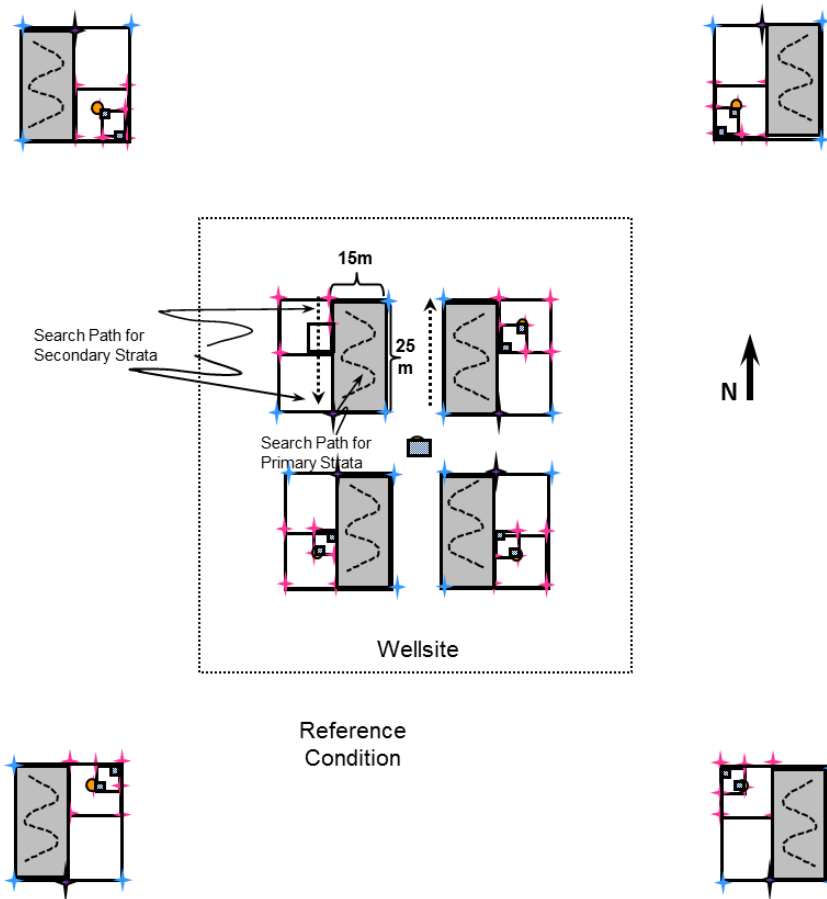 15m
Search Path for
Secondary Strata
25
m
N
Search Path for
Primary Strata
Wellsite
Reference
Condition